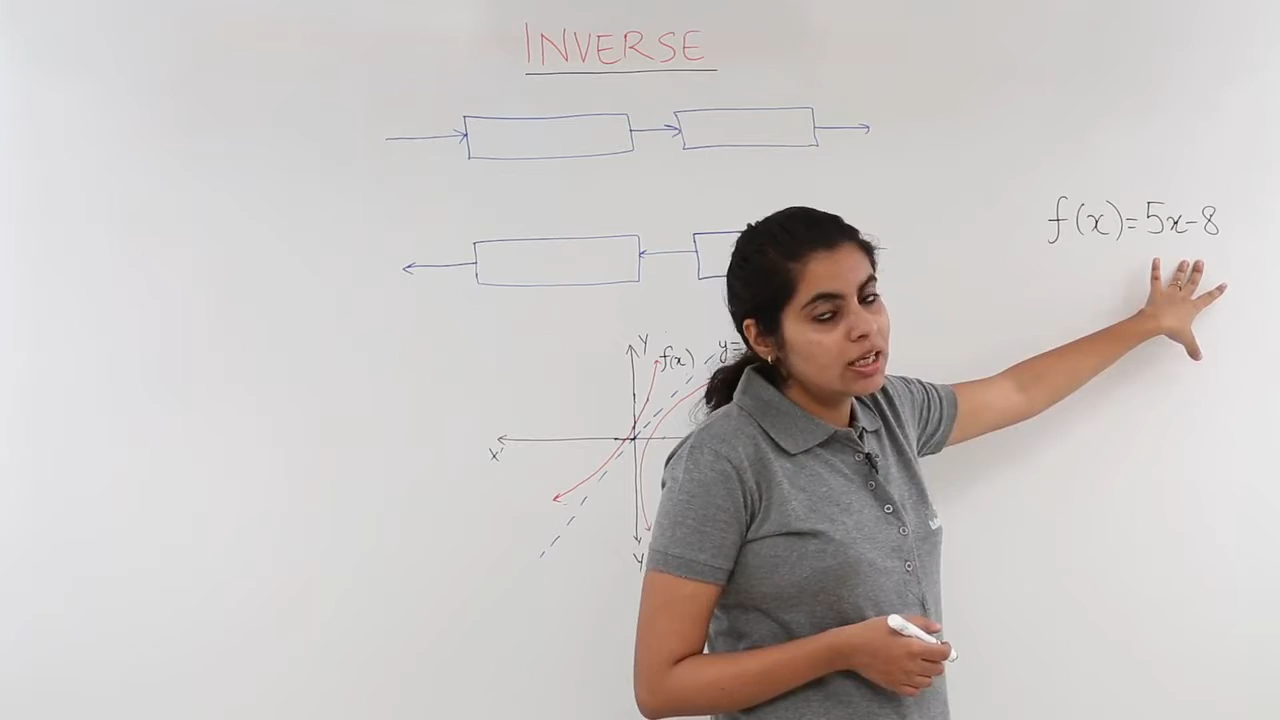 INVERSE
f(x)=5x-8
Y
f(x)
y=
X'
Y